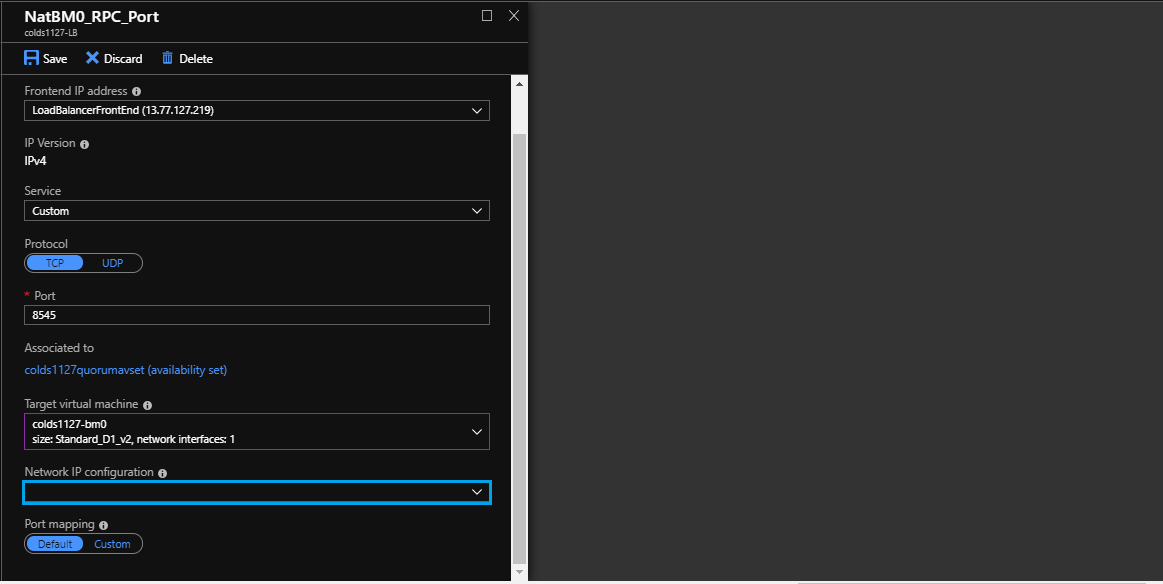 NatBM0_RPC_Port
colds1127-LB
Save Discard Delete
Frontend IP address
LoadBalancerFrontEnd (13.77.127.219)
IP Version
IPv4
Service
Custom
Protocol
TCP UDP
* Port
8545
Associated to
colds1127quorumavset (availability set)
Target virtual machine
colds1127-bm0
size: Standard_D1_v2, network interfaces: 1
Network IP configuration
Port mapping
Default Custom